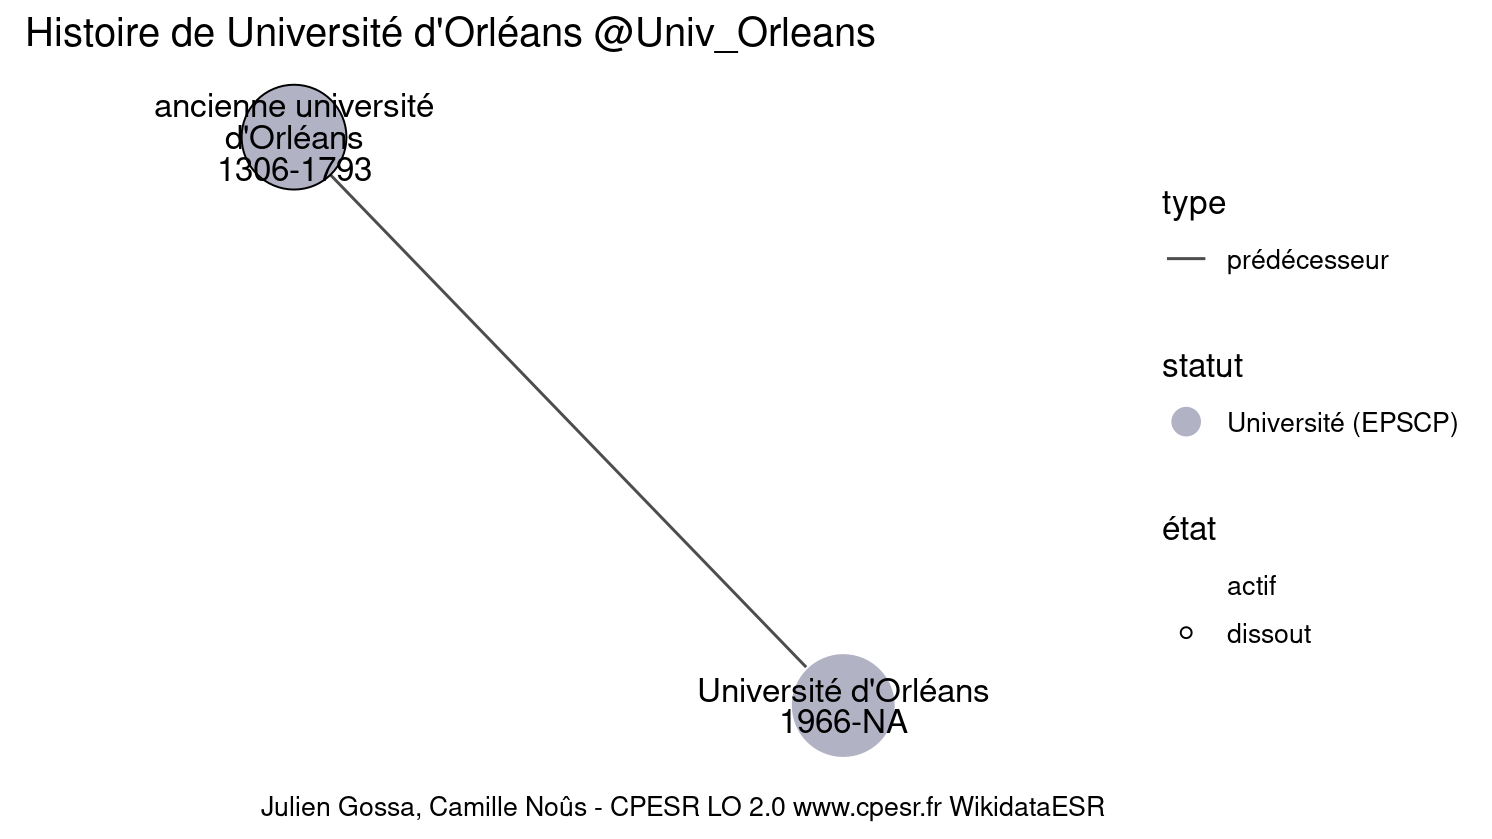 Histoire de Université d'Orléans @Univ_Orleans
ancienne université
d'Orléans
1306-1793
type
prédécesseur
statut
Université (EPSCP)
état
actif
dissout
Université d'Orléans
1966-NA
Julien Gossa, Camille Noûs - CPESR LO 2.0 www.cpesr.fr WikidataESR